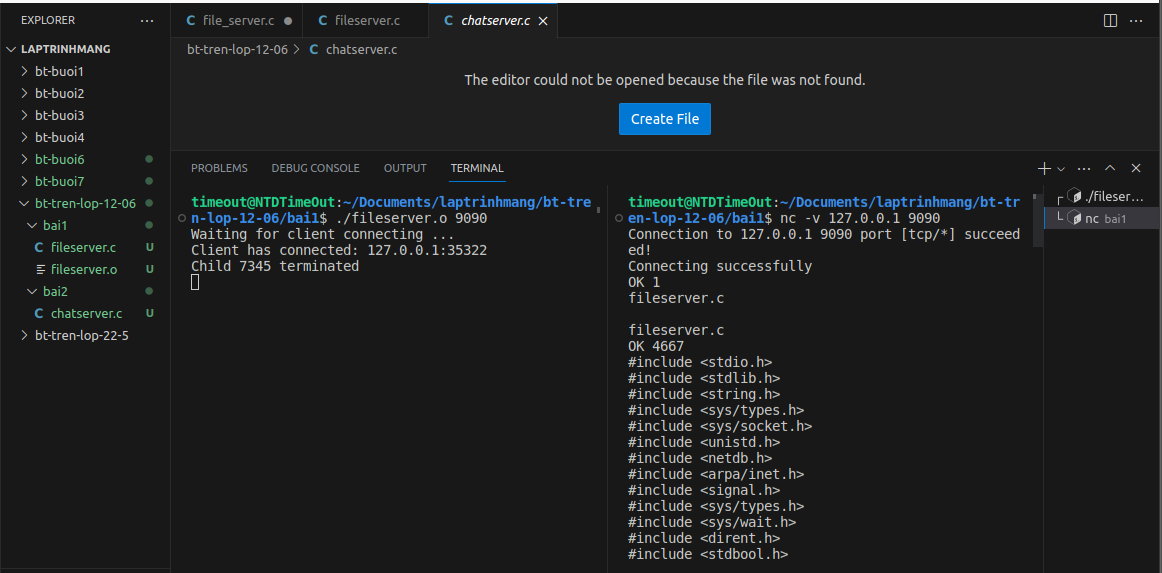 EXPLORER
LAPTRINHMANG
bt-buoi1
bt-buoi2
bt-buoi3
bt-buoi4
bt-buoi6
bt-buoi7
bt-tren-lop-12-06
bai1
C fileserver.c U
fileserver.o U
bai2
C chatserver.c U
bt-tren-lop-22-5
C file_server.c
C fileserver.c
C chatserver.c
bt-tren-lop-12-06 > C chatserver.c
The editor could not be opened because the file was not found.
Create File
PROBLEMS DEBUG CONSOLE OUTPUT TERMINAL
timeout@NTDTimeOut:~/Documents/laptrinhmang/bt-tre
n-lop-12-06/bai1$ ./fileserver.o 9090
Waiting for client connecting ...
Client has connected: 127.0.0.1:35322
Child 7345 terminated
timeout@NTDTimeOut:~/Documents/laptrinhmang/bt-tr
en-lop-12-06/bai1$ nc -v 127.0.0.1 9090
Connection to 127.0.0.1 9090 port [tcp/*] succeed
ed!
Connecting successfully
OK 1
fileserver.c
fileserver.c
OK 4667
#include <stdio.h>
#include <stdlib.h>
#include <string.h>
#include <sys/types.h>
#include <sys/socket.h>
#include <unistd.h>
#include <netdb.h>
#include <arpa/inet.h>
#include <signal.h>
#include <sys/types.h>
#include <sys/wait.h>
#include <dirent.h>
#include <stdbool.h>
./fileser...
nc bai1